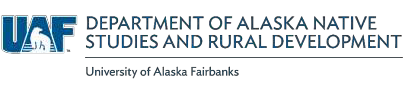 UAF
DEPARTMENT OF ALASKA NATIVE
STUDIES AND RURAL DEVELOPMENT
University of Alaska Fairbanks